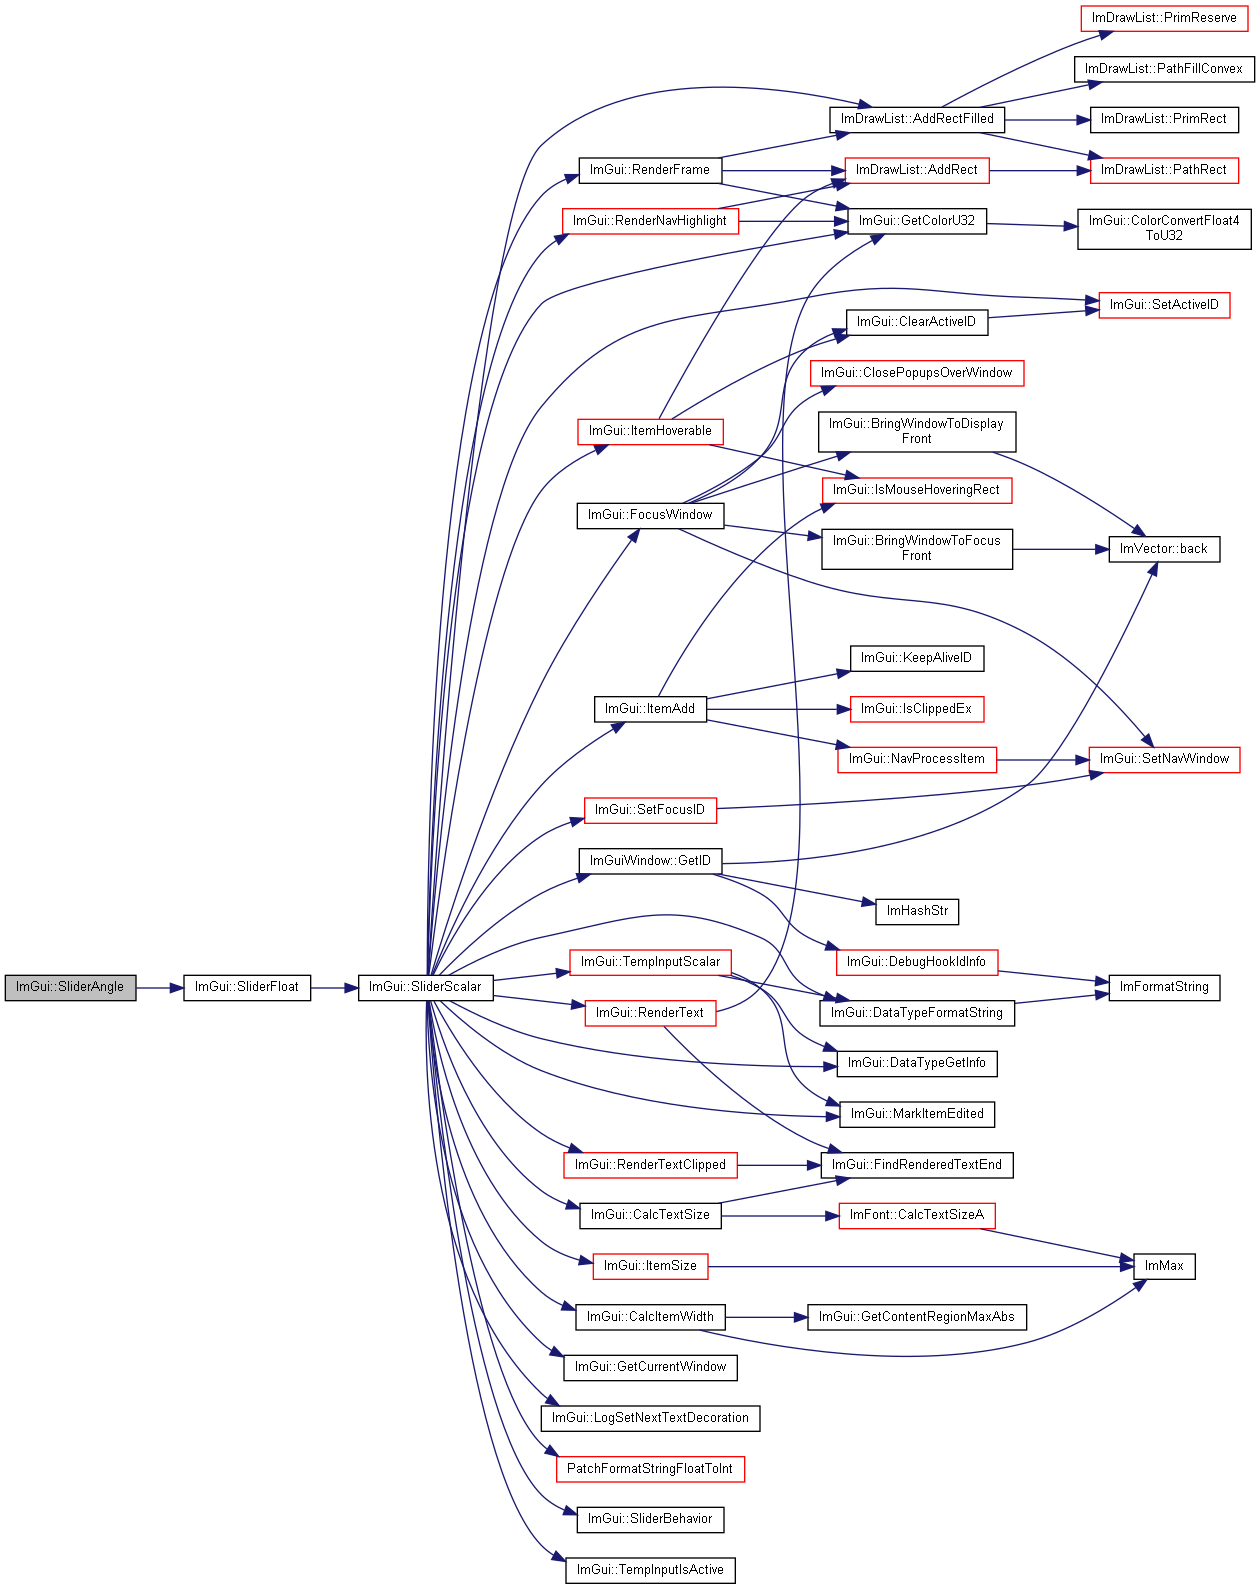 ImGui::SliderAngle
ImGui::SliderFloat
ImGui::SliderScalar
ImGui::RenderFrame
ImGui::RenderNavHighlight
ImGui::ItemHoverable
ImGui::FocusWindow
ImGui::ItemAdd
ImGui::SetFocusID
ImGuiWindow::GetID
ImGui::TempInputScalar
ImGui::RenderText
ImGui::RenderTextClipped
ImGui::CalcTextSize
ImGui::ItemSize
ImGui::CalcItemWidth
ImGui::GetCurrentWindow
ImGui::LogSetNextTextDecoration
PatchFormatStringFloatToInt
ImGui::SliderBehavior
ImGui::TempInputIsActive
ImDrawList::AddRectFilled
ImDrawList::AddRect
ImGui::GetColorU32
ImGui::ClearActiveID
ImGui::ClosePopupsOverWindow
ImGui::BringWindowToDisplay
Front
ImGui::IsMouseHoveringRect
ImGui::BringWindowToFocus
Front
ImGui::KeepAliveID
ImGui::IsClippedEx
ImGui::NavProcessItem
ImHashStr
ImGui::DebugHookIdInfo
ImGui::DataTypeFormatString
ImGui::DataTypeGetInfo
ImGui::MarkItemEdited
ImGui::FindRenderedTextEnd
ImFont::CalcTextSizeA
ImGui::GetContentRegionMaxAbs
ImDrawList::PrimReserve
ImDrawList::PathFillConvex
ImDrawList::PrimRect
ImDrawList::PathRect
ImGui::ColorConvertFloat4
ToU32
ImGui::SetActiveID
ImVector::back
ImGui::SetNavWindow
ImFormatString
ImMax